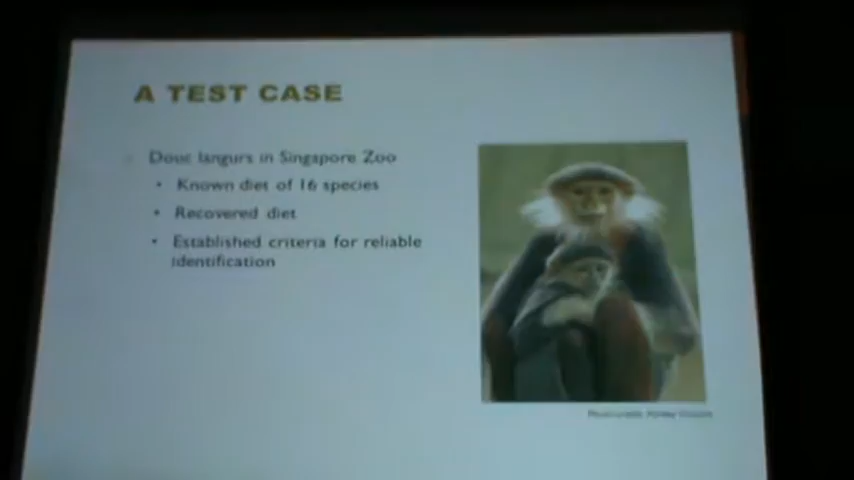 A TEST CASE
Douc langurs in Singapore Zoo
• Known diet of 16 species
• Recovered diet
• Established criteria for reliable
identification